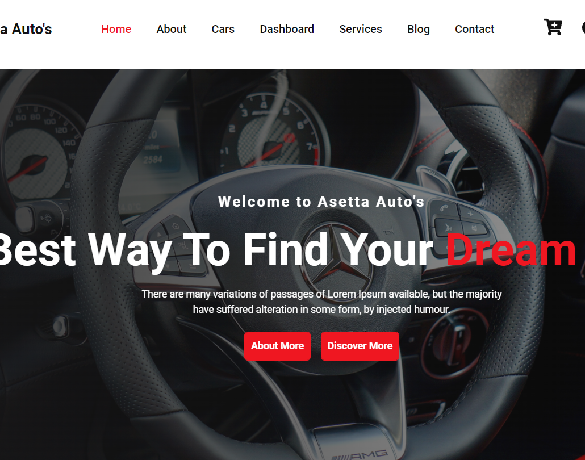 a Auto's Home About Cars Dashboard Services Blog Contact
Welcome to Asetta Auto's
Best Way To Find Your Dream
There are many variations of passages of Lorem Ipsum available, but the majority
have suffered alteration in some form, by injected humour.
About More Discover More
AMG